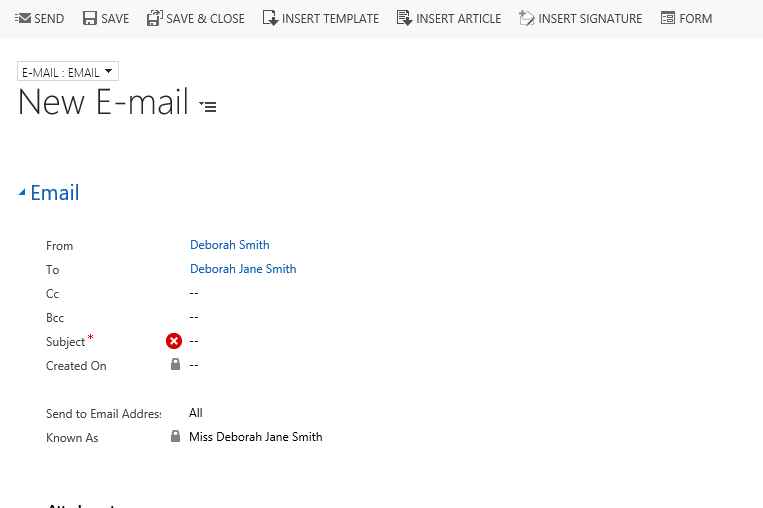 SEND SAVE SAVE & CLOSE INSERT TEMPLATE INSERT ARTICLE INSERT SIGNATURE FORM
E-MAIL : EMAIL
New E-mail
Email
From Deborah Smith
To Deborah Jane Smith
Cc --
Bcc --
Subject* --
Created On --
Send to Email Addres All
Known As Miss Deborah Jane Smith